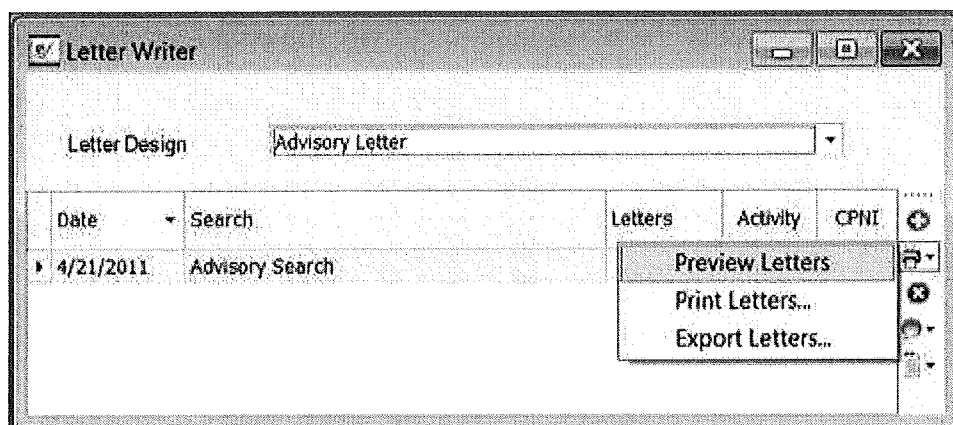 Letter Writer
Letter Design Advisory Letter
Date Search Letters Activity CPNI
4/21/2011 Advisory Search
Preview Letters
Print Letters...
Export Letters...